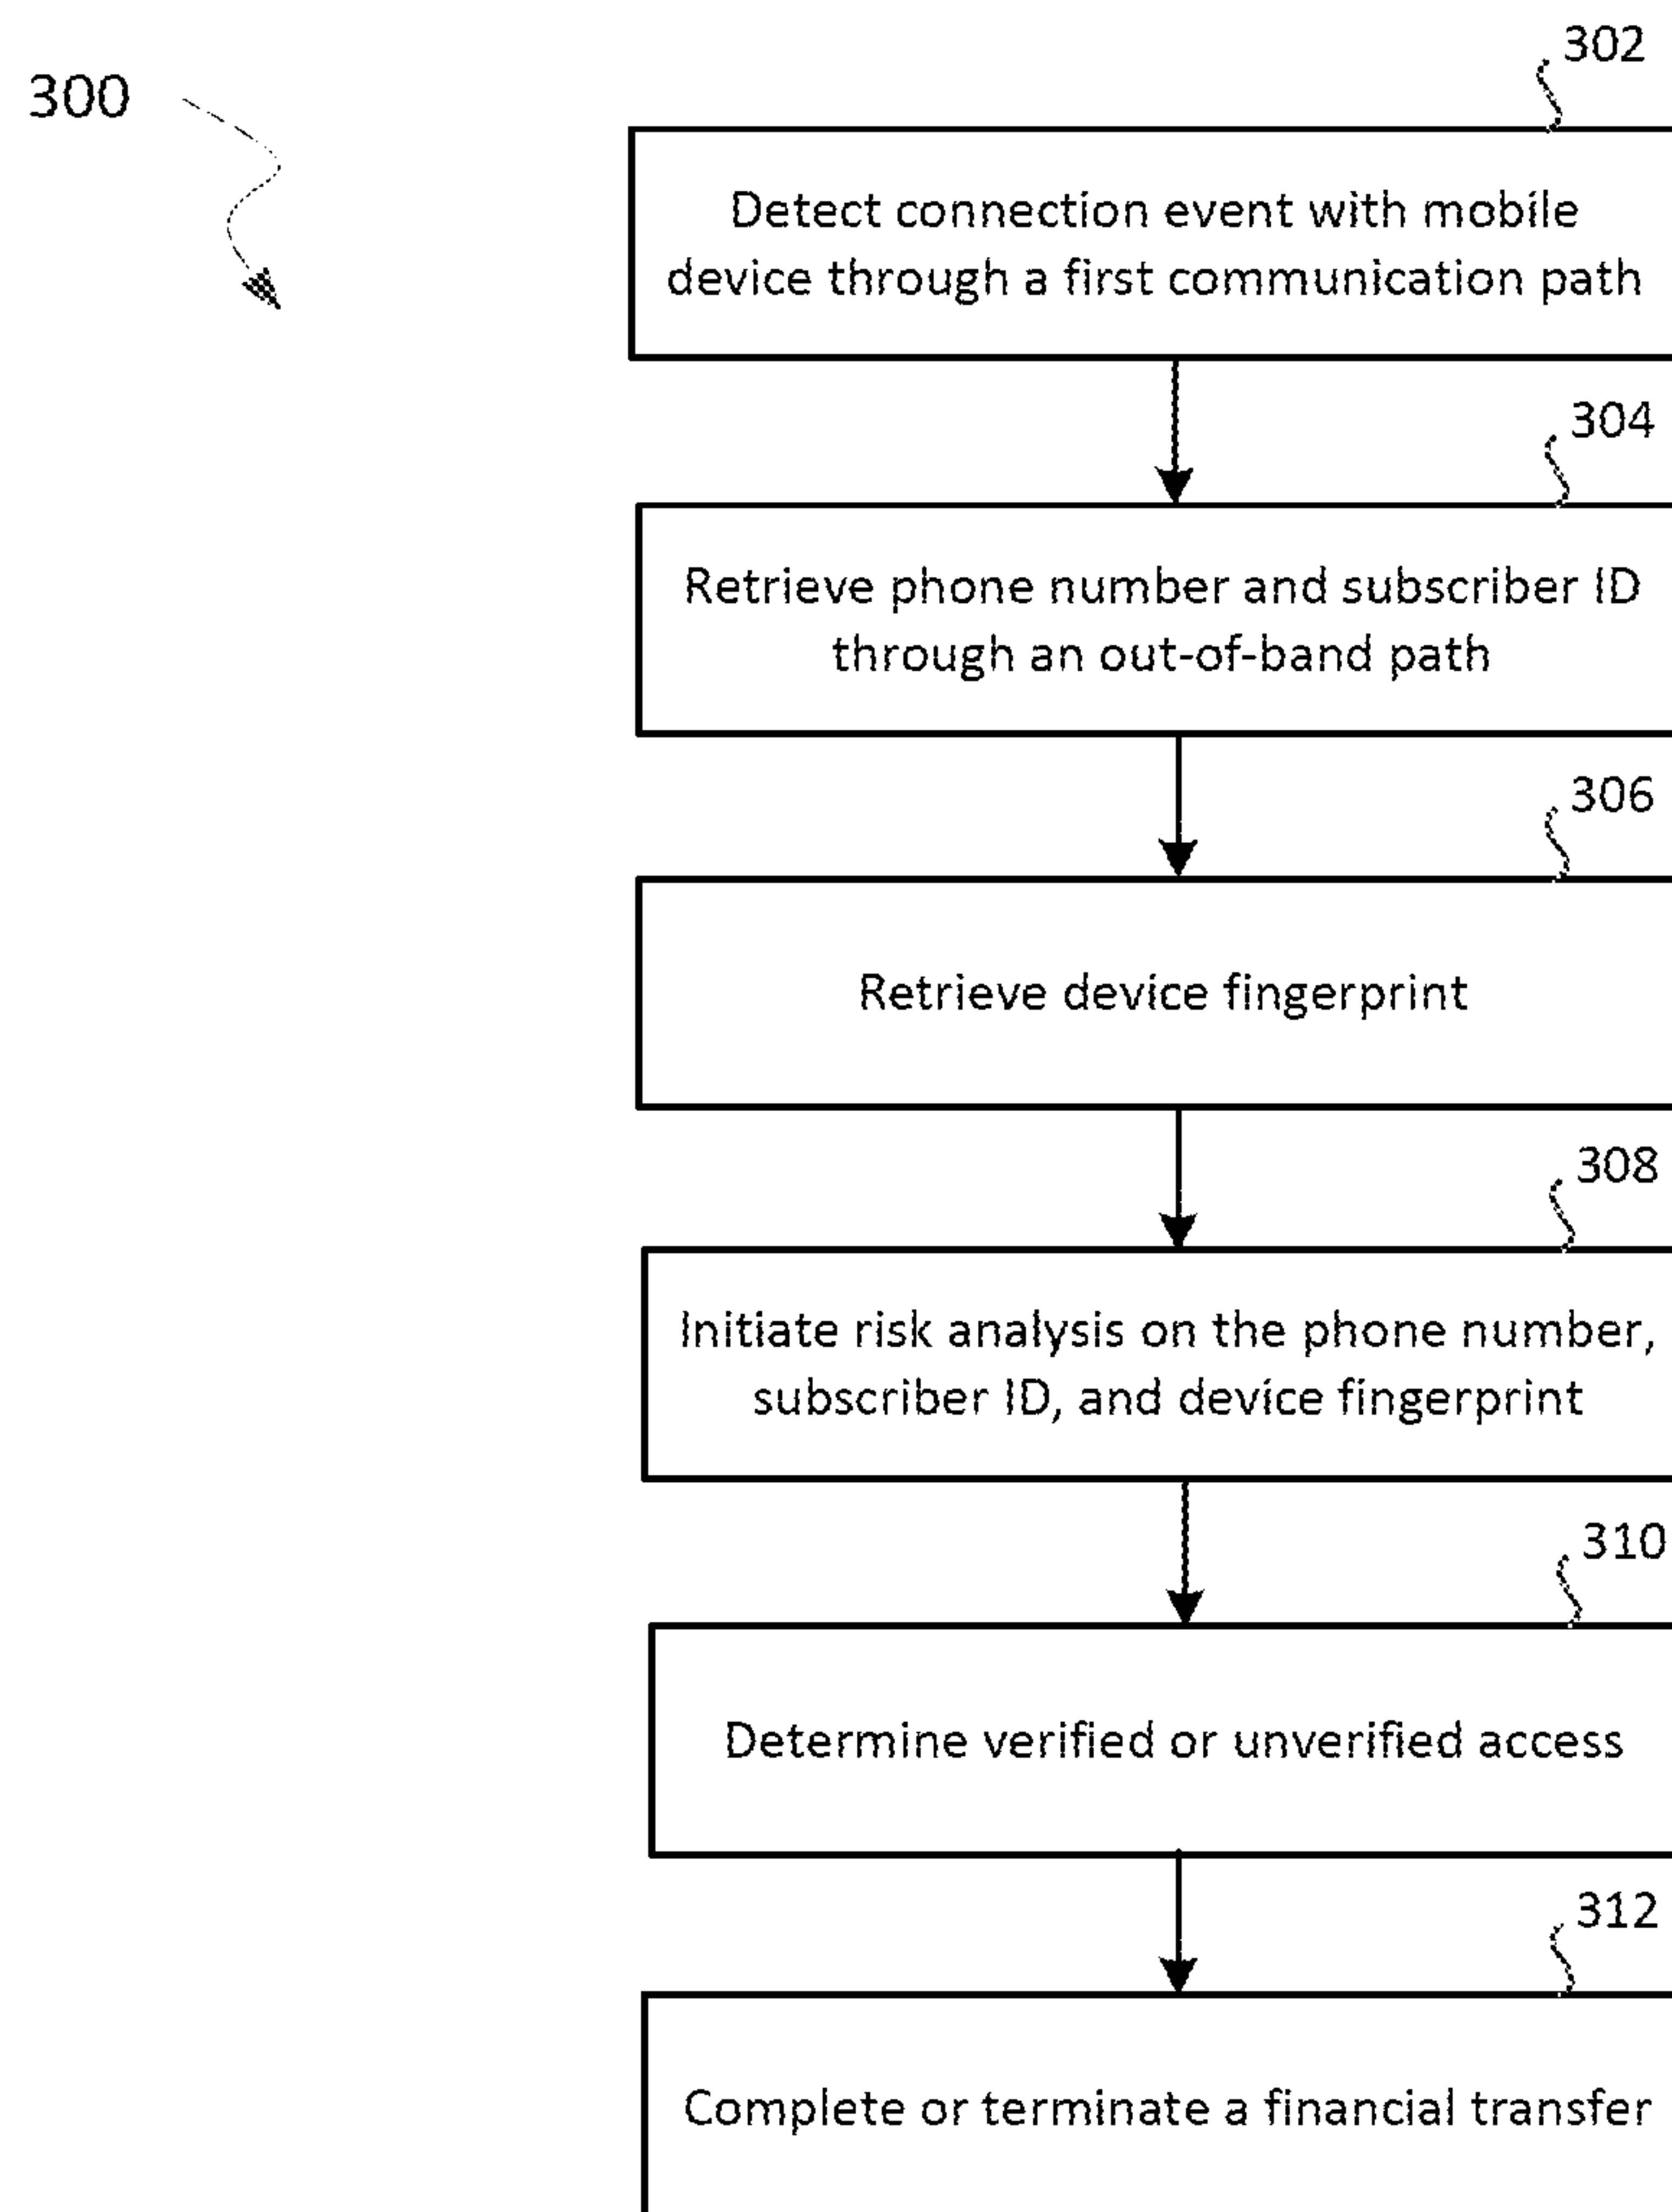 300
302
Detect connection event with mobile
device through a first communication path
304
Retrieve phone number and subscriber ID
through an out-of-band path
306
Retrieve device fingerprint
308
Initiate risk analysis on the phone number,
subscriber ID, and device fingerprint
310
Determine verified or unverified access
312
Complete or terminate a financial transfer